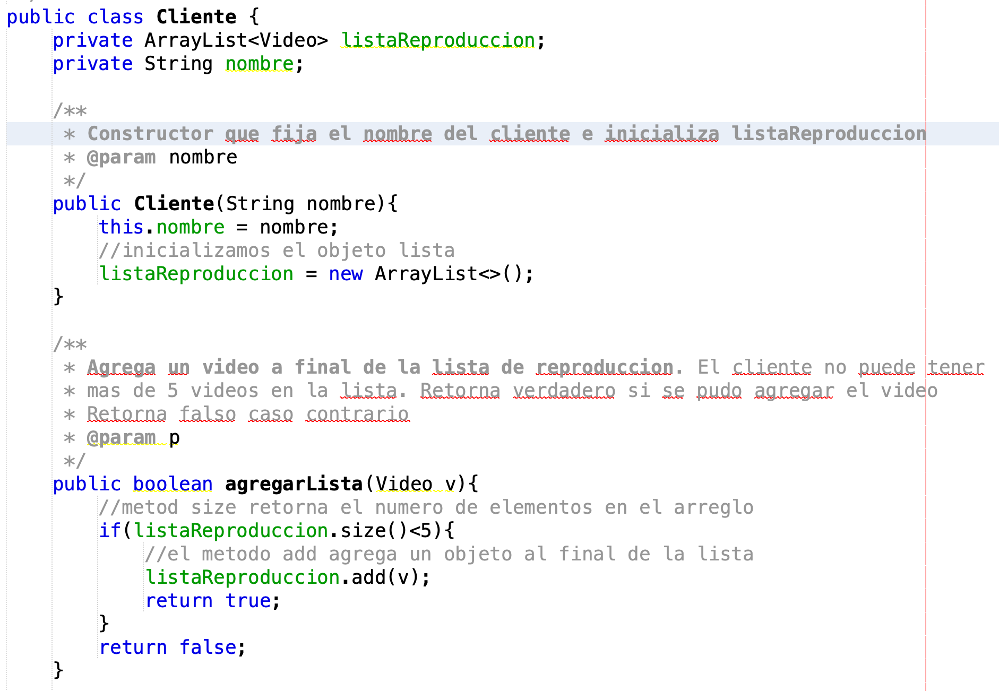 public class Cliente {
private ArrayList<Video> listaReproduccion;
private String nombre;
/**
* Constructor que fija el nombre del cliente e inicializa listaReproduccion
* @param nombre
*/
public Cliente(String nombre){
this.nombre = nombre;
//inicializamos el objeto lista
listaReproduccion = new ArrayList<>();
}
/**
* Agrega un video a final de la lista de reproduccion. El cliente no puede tener
* mas de 5 videos en la lista. Retorna verdadero si se pudo agregar el video
* Retorna falso caso contrario
* @param p
*/
public boolean agregarLista(Video v){
//metod size retorna el numero de elementos en el arreglo
if(listaReproduccion.size()<5){
//el metodo add agrega un objeto al final de la lista
listaReproduccion.add(v);
return true;
}
return false;
}